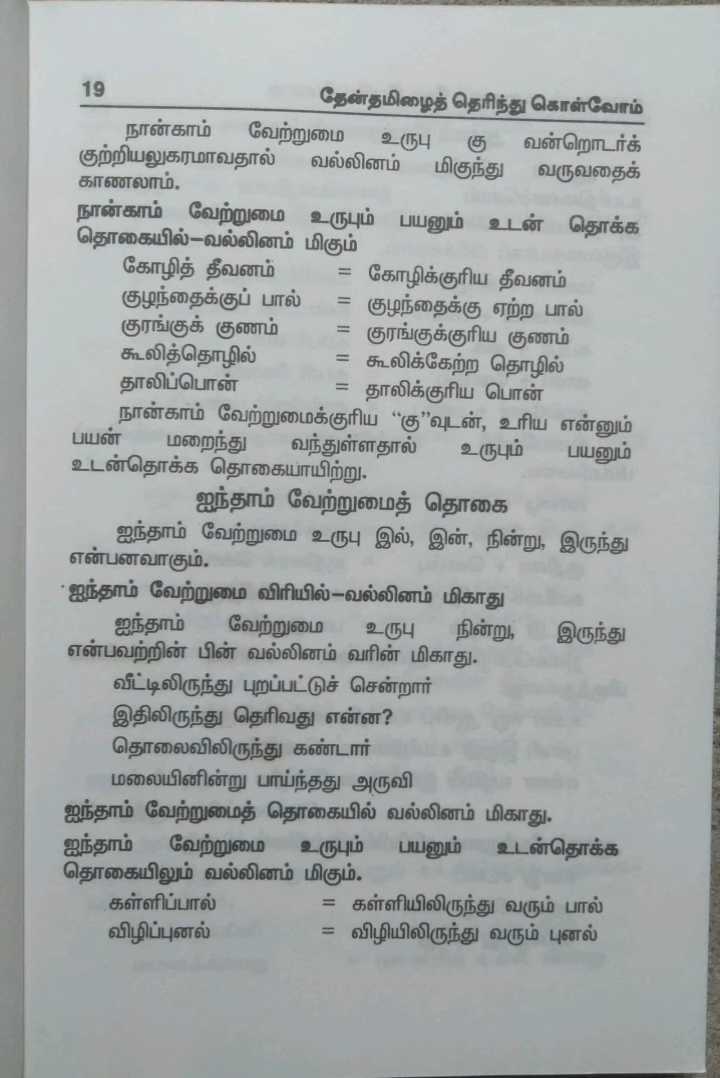 19 தேன்தமிழைத் தெரிந்து கொள்வோம்
நான்காம் வேற்றுமை உருபு கு வன்றொடர்க்
குற்றியலுகரமாவதால் வல்லினம் மிகுந்து வருவதைக்
காணலாம்.
நான்காம் வேற்றுமை உருபும் பயனும் உடன் தொக்க
தொகையில்–வல்லினம் மிகும்
கோழித் தீவனம் = கோழிக்குரிய தீவனம்
குழந்தைக்குப் பால் = குழந்தைக்கு ஏற்ற பால்
குரங்குக் குணம் = குரங்குக்குரிய குணம்
கூலித்தொழில் = கூலிக்கேற்ற தொழில்
தாலிப்பொன் = தாலிக்குரிய பொன்
நான்காம் வேற்றுமைக்குரிய “கு”வுடன், உரிய என்னும்
பயன் மறைந்து வந்துள்ளதால் உருபும் பயனும்
உடன்தொக்க தொகையாயிற்று.
ஐந்தாம் வேற்றுமைத் தொகை
ஐந்தாம் வேற்றுமை உருபு இல், இன், நின்று, இருந்து
என்பனவாகும்.
ஐந்தாம் வேற்றுமை விரியில்–வல்லினம் மிகாது
ஐந்தாம் வேற்றுமை உருபு நின்று, இருந்து
என்பவற்றின் பின் வல்லினம் வரின் மிகாது.
வீட்டிலிருந்து புறப்பட்டுச் சென்றார்
இதிலிருந்து தெரிவது என்ன?
தொலைவிலிருந்து கண்டார்
மலையினின்று பாய்ந்தது அருவி
ஐந்தாம் வேற்றுமைத் தொகையில் வல்லினம் மிகாது.
ஐந்தாம் வேற்றுமை உருபும் பயனும் உடன்தொக்க
தொகையிலும் வல்லினம் மிகும்.
கள்ளிப்பால் = கள்ளியிலிருந்து வரும் பால்
விழிப்புனல் = விழியிலிருந்து வரும் புனல்